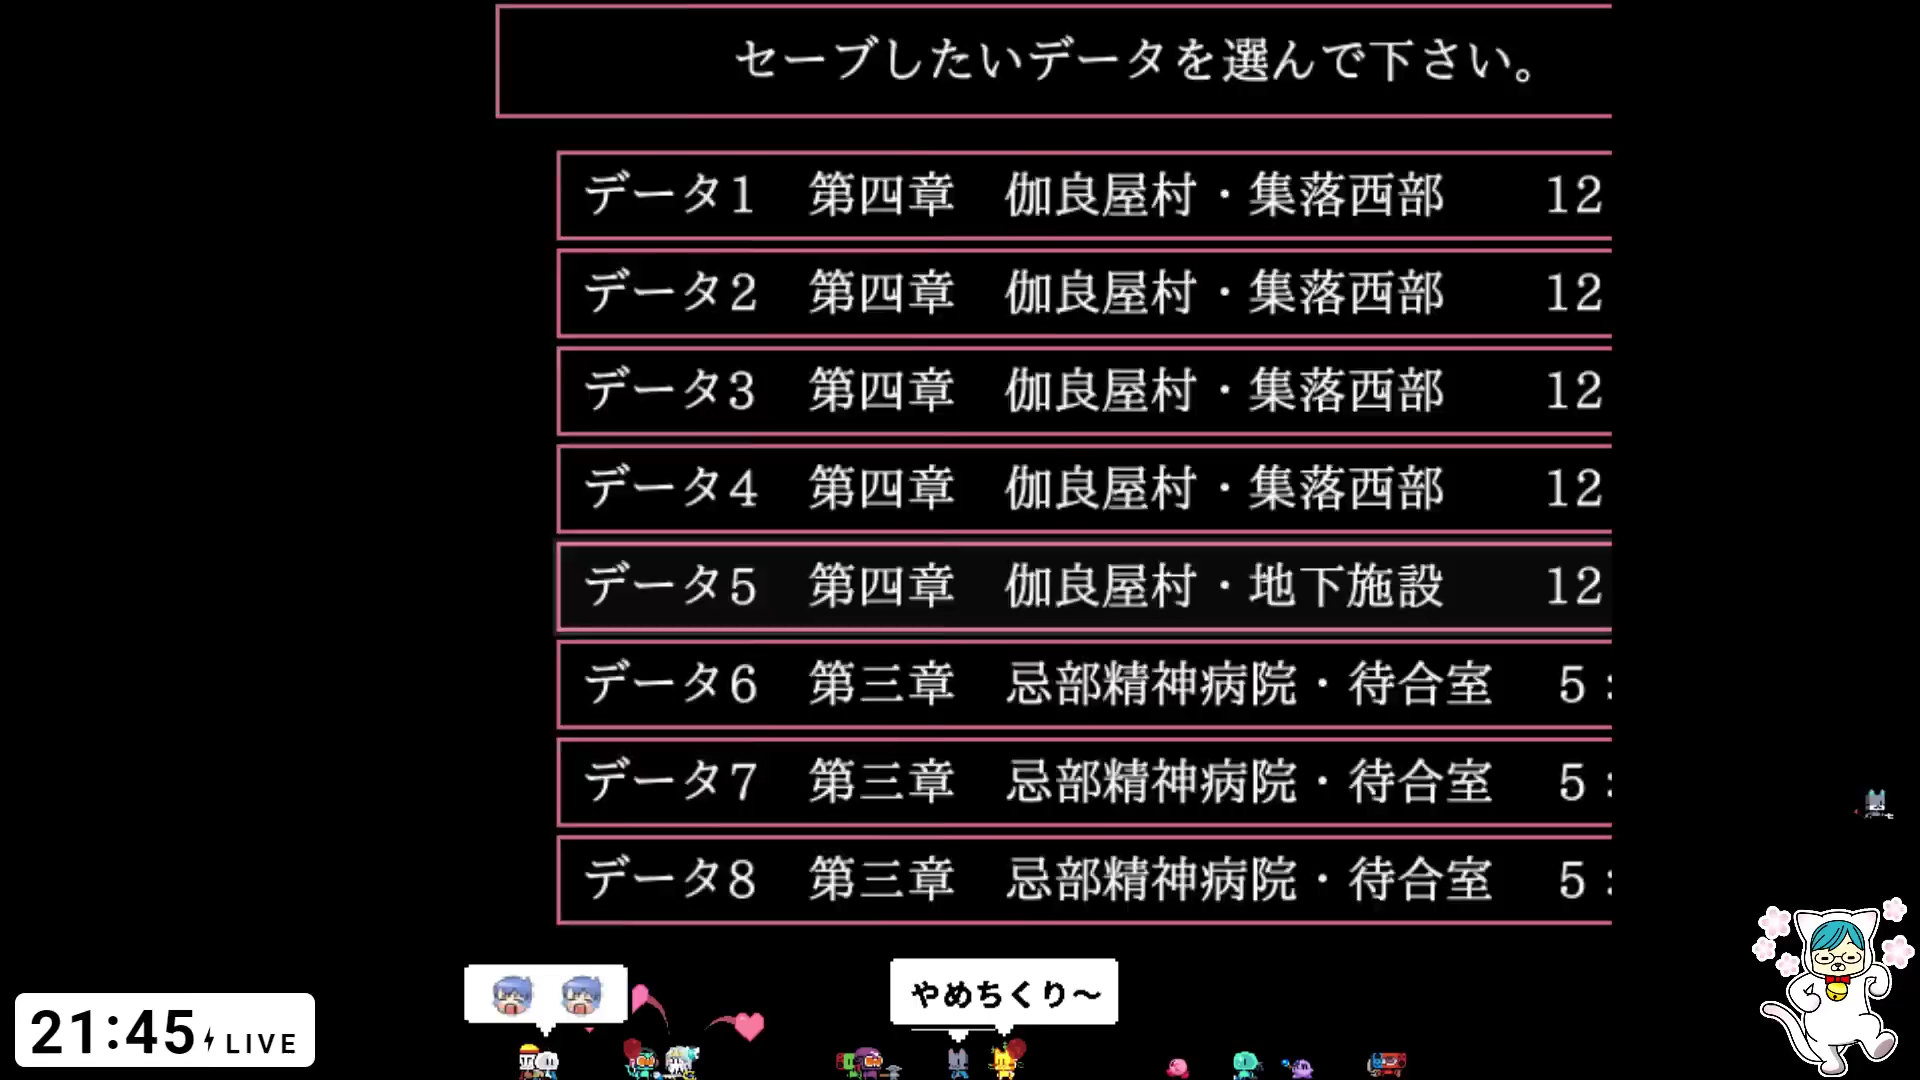 セーブしたいデータを選んで下さい。
データ1　第四章　伽良屋村・集落西部　12
データ2　第四章　伽良屋村・集落西部　12
データ3　第四章　伽良屋村・集落西部　12
データ4　第四章　伽良屋村・集落西部　12
データ5　第四章　伽良屋村・地下施設　12
データ6　第三章　忌部精神病院・待合室　5：
データ7　第三章　忌部精神病院・待合室　5：
データ8　第三章　忌部精神病院・待合室　5：
やめちくり〜
21:45 LIVE